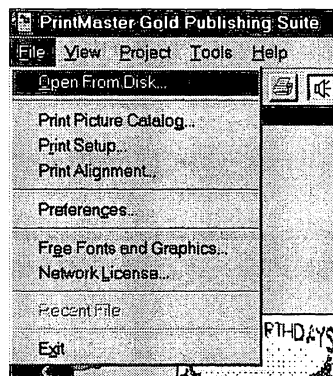 PrintMaster Gold Publishing Suite
File View Project Tools Help
Open From Disk...
Print Picture Catalog...
Print Setup...
Print Alignment...
Preferences...
Free Fonts and Graphics...
Network License...
Recent File
Exit
RTHDAYS